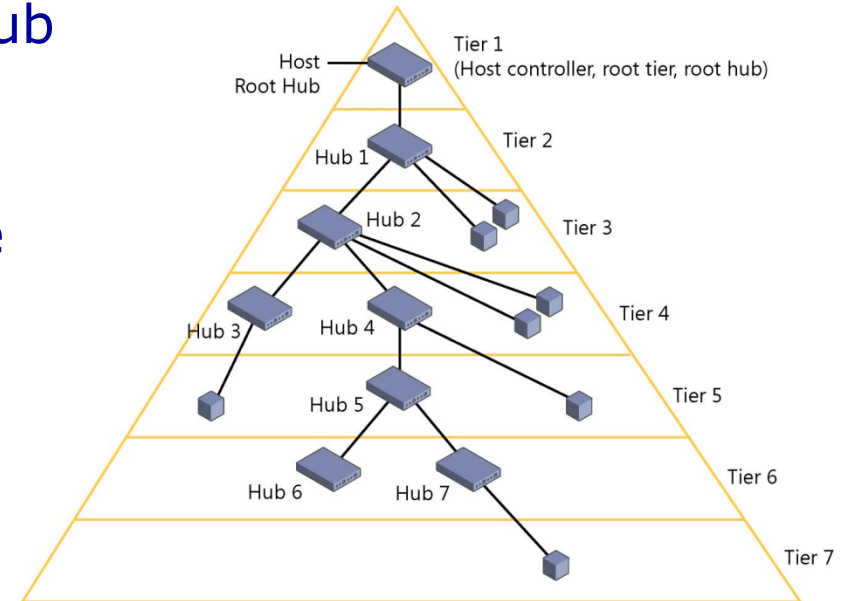 ub
e
Host
Root Hub
Tier 1
(Host controller, root tier, root hub)
Hub 1
Tier 2
Hub 2
Tier 3
Hub 3
Hub 4
Tier 4
Hub 5
Tier 5
Hub 6
Hub 7
Tier 6
Tier 7